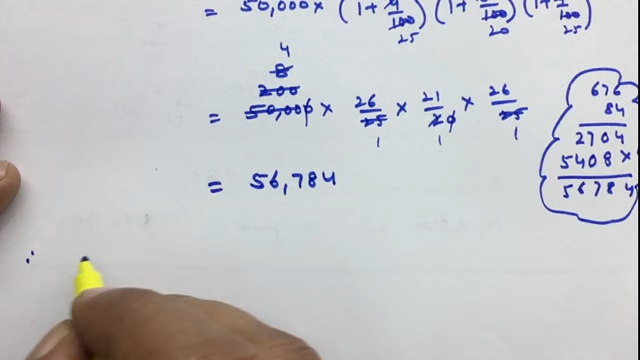 = 50,000 × (1+ 4/100) (1+ 5/100) (1+ 4/100)
25 20 25
4
8
200
= 50,000 × 26/25 × 21/20 × 26/25
1 1 1
= 56,784
∴
676
84
2704
5408×
56784